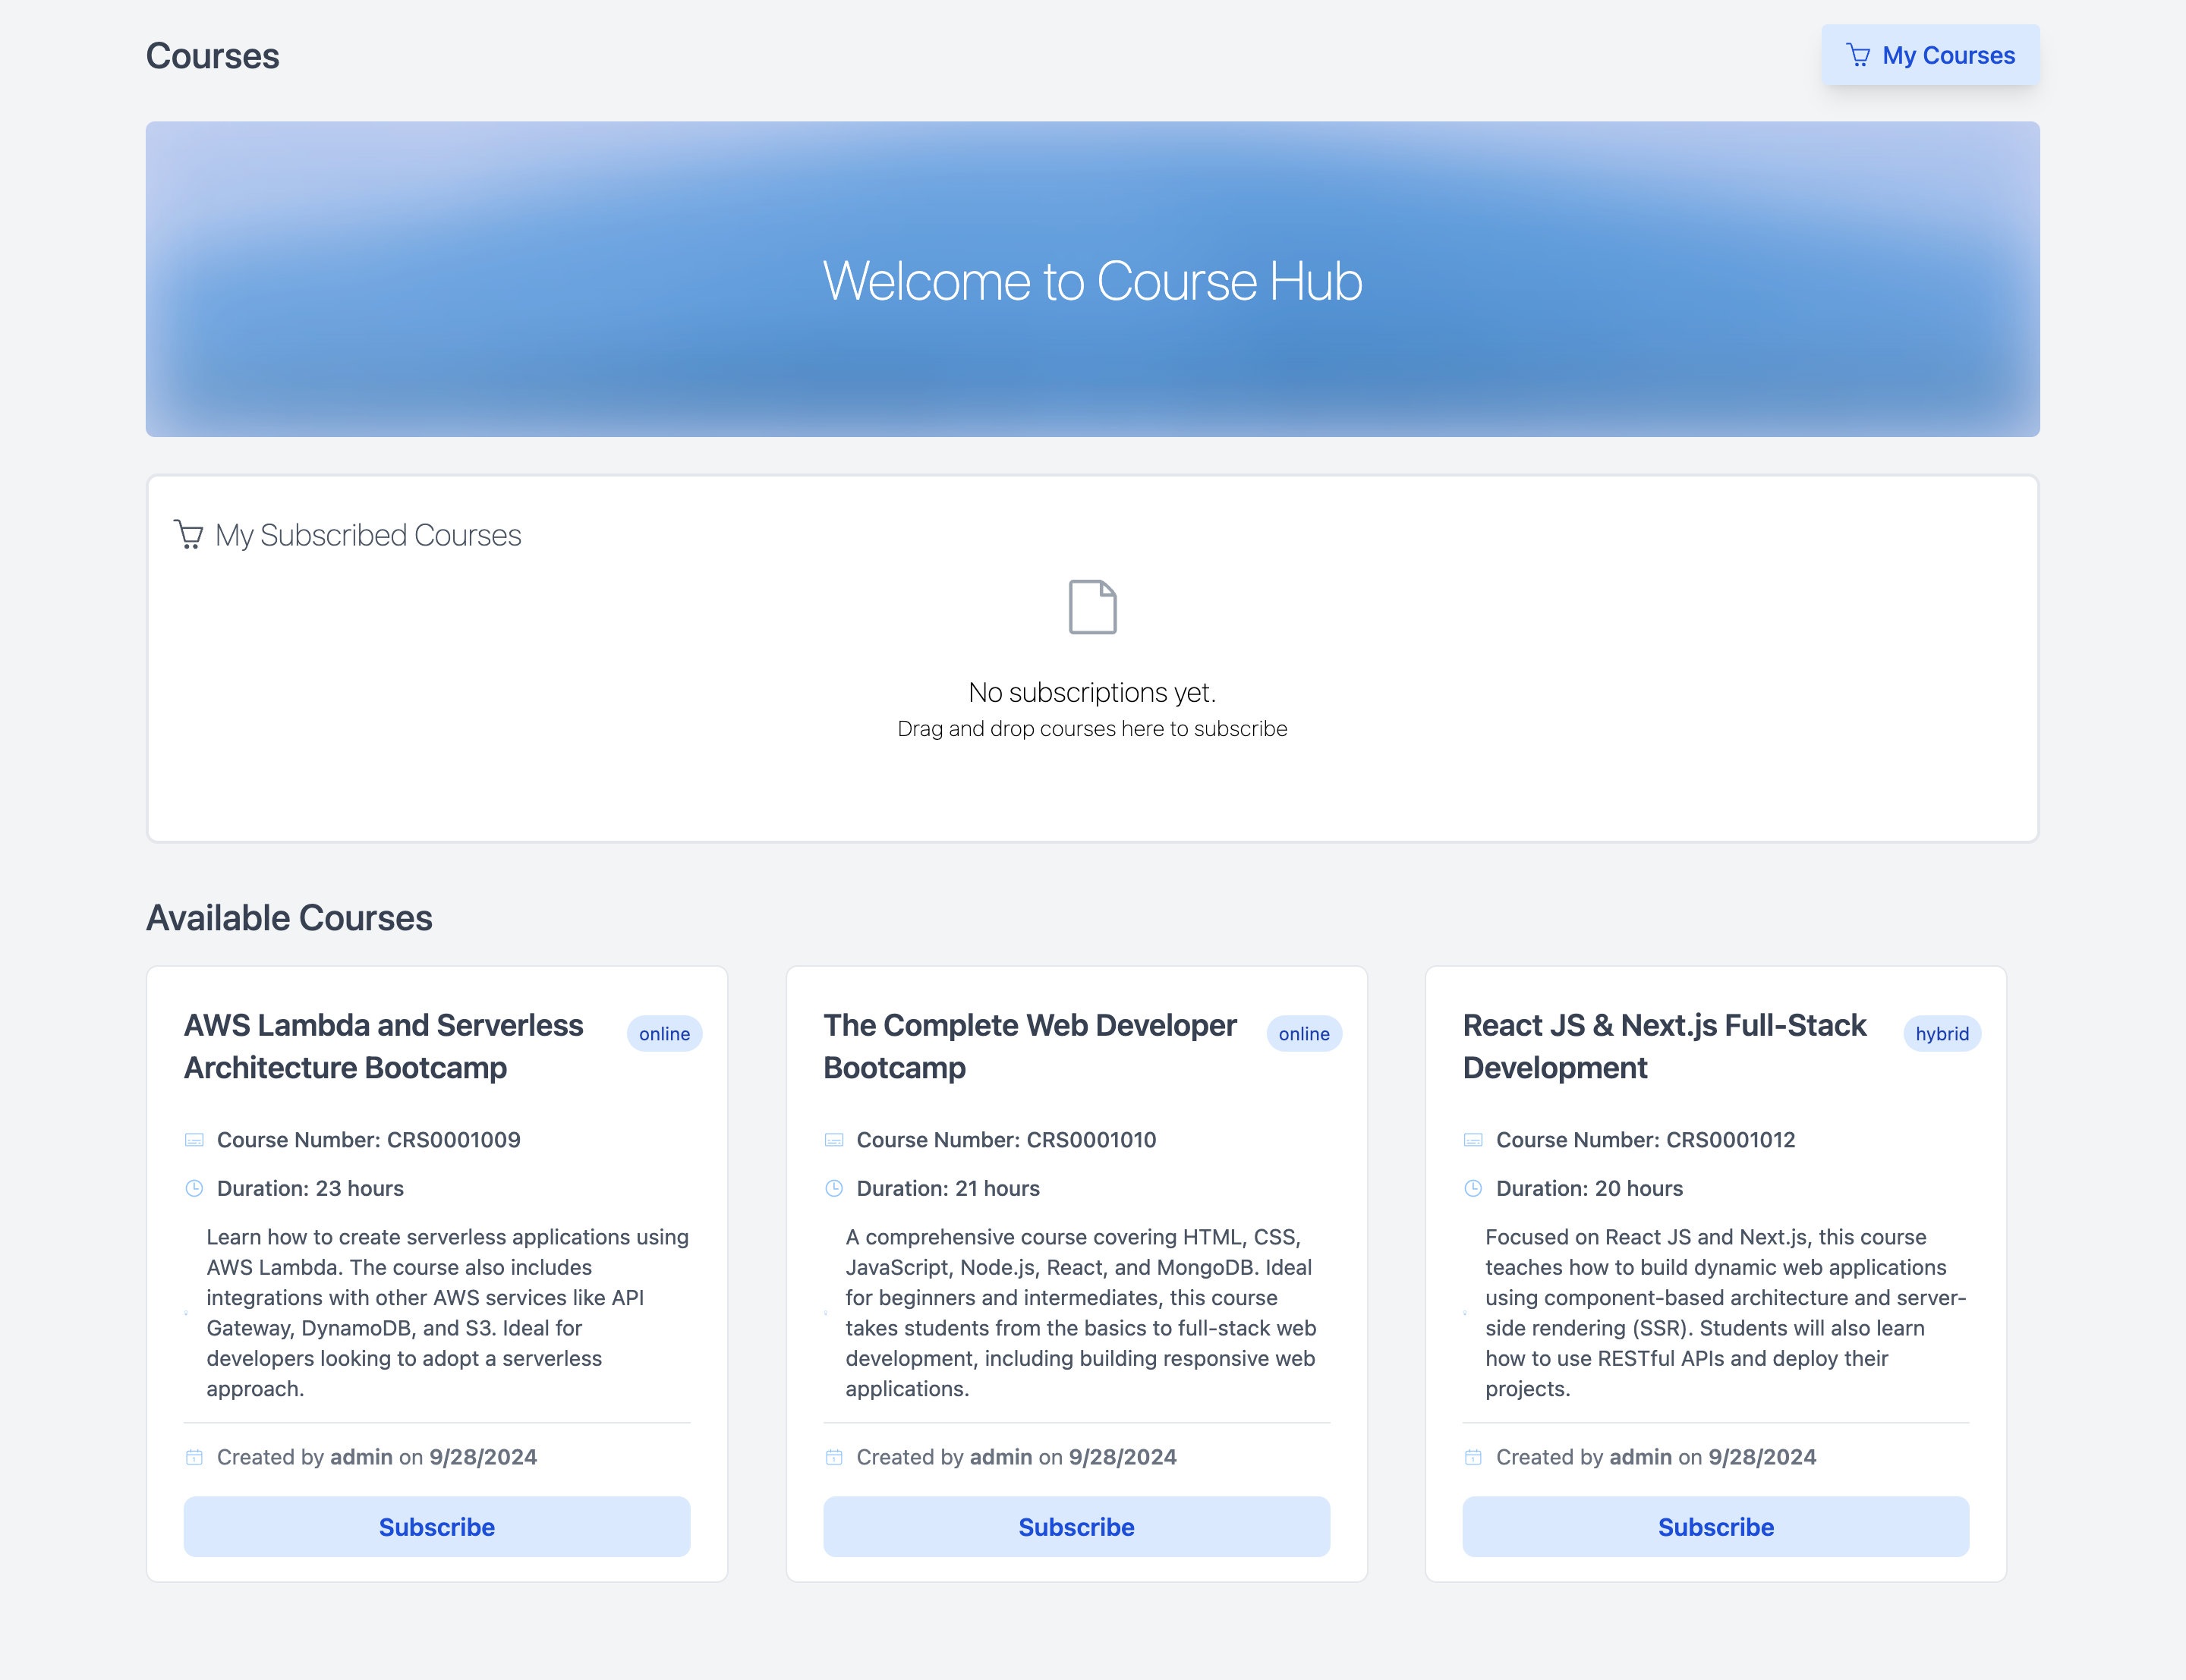 Courses
My Courses
Welcome to Course Hub
My Subscribed Courses
No subscriptions yet.
Drag and drop courses here to subscribe
Available Courses
AWS Lambda and Serverless
Architecture Bootcamp
online
Course Number: CRS0001009
Duration: 23 hours
Learn how to create serverless applications using
AWS Lambda. The course also includes
integrations with other AWS services like API
Gateway, DynamoDB, and S3. Ideal for
developers looking to adopt a serverless
approach.
Created by admin on 9/28/2024
Subscribe
The Complete Web Developer
Bootcamp
online
Course Number: CRS0001010
Duration: 21 hours
A comprehensive course covering HTML, CSS,
JavaScript, Node.js, React, and MongoDB. Ideal
for beginners and intermediates, this course
takes students from the basics to full-stack web
development, including building responsive web
applications.
Created by admin on 9/28/2024
Subscribe
React JS & Next.js Full-Stack
Development
hybrid
Course Number: CRS0001012
Duration: 20 hours
Focused on React JS and Next.js, this course
teaches how to build dynamic web applications
using component-based architecture and server-
side rendering (SSR). Students will also learn
how to use RESTful APIs and deploy their
projects.
Created by admin on 9/28/2024
Subscribe